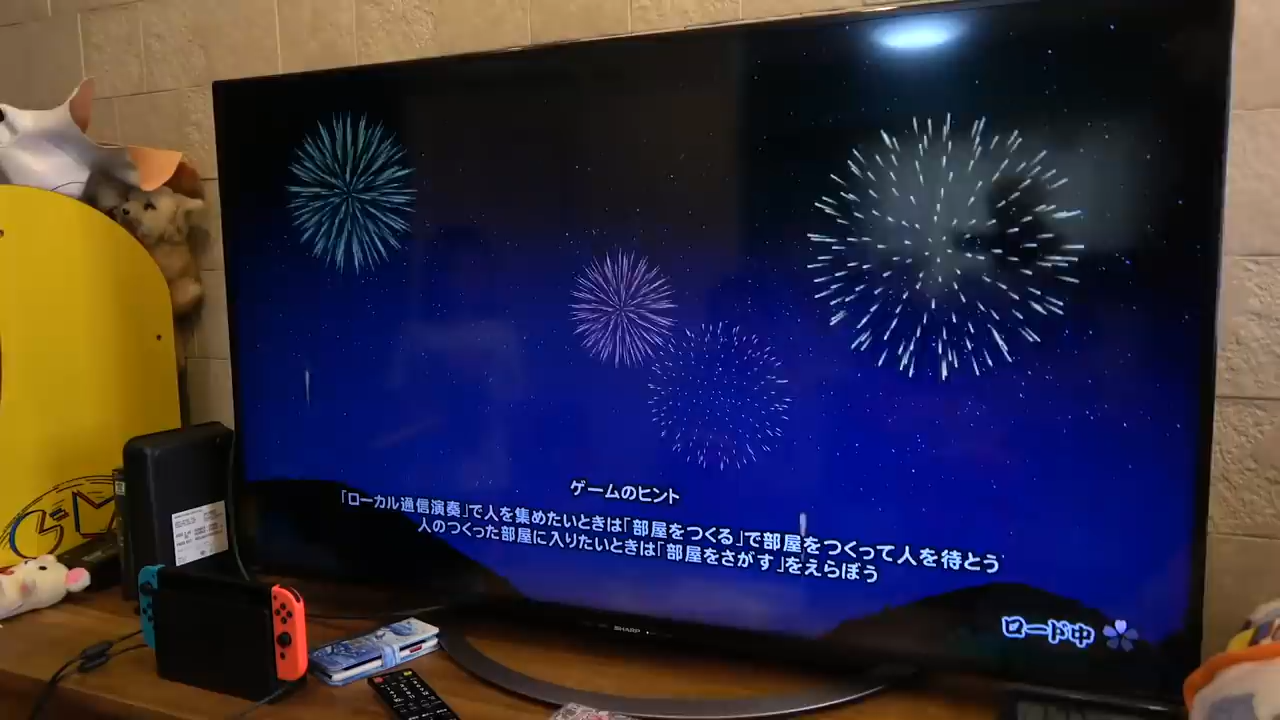 ゲームのヒント
「ローカル通信演奏」で人を集めたいときは「部屋をつくる」で部屋をつくって人を待とう
人のつくった部屋に入りたいときは「部屋をさがす」をえらぼう
ロード中
SHARP